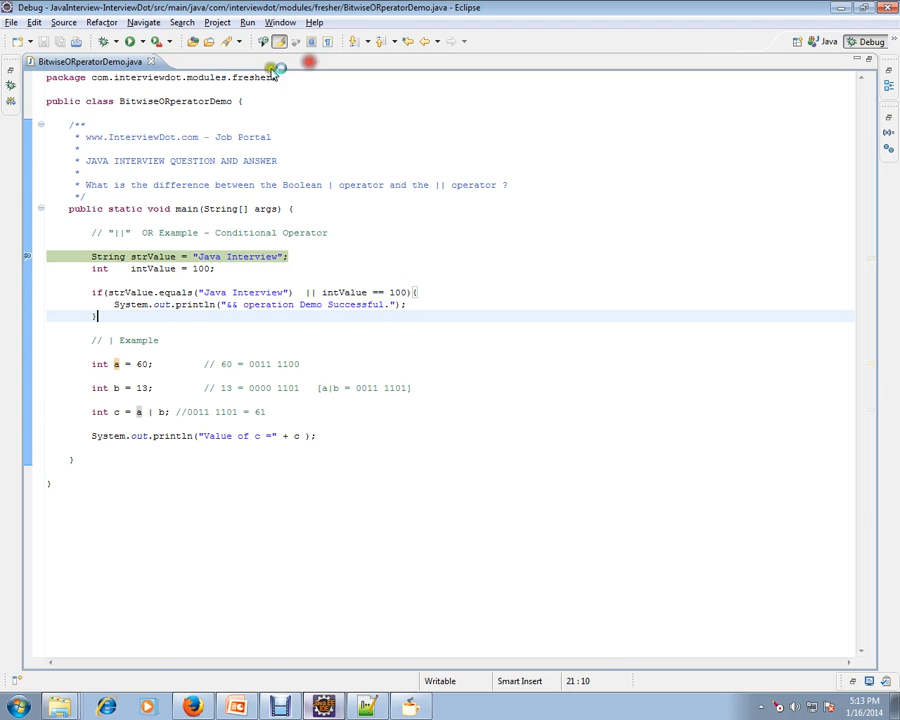 Debug - JavaInterview-InterviewDot/src/main/java/com/interviewdot/modules/fresher/BitwiseORperatorDemo.java - Eclipse
File Edit Source Refactor Navigate Search Project Run Window Help
Java Debug
BitwiseORperatorDemo.java
package com.interviewdot.modules.fresher
public class BitwiseORperatorDemo {
/**
* www.InterviewDot.com - Job Portal
*
* JAVA INTERVIEW QUESTION AND ANSWER
*
* What is the difference between the Boolean | operator and the || operator ?
*/
public static void main(String[] args) {
// "||"  OR Example - Conditional Operator
String strValue = "Java Interview";
int    intValue = 100;
if(strValue.equals("Java Interview")  || intValue == 100){
System.out.println("&& operation Demo Successful.");
}
// | Example
int a = 60;         // 60 = 0011 1100
int b = 13;         // 13 = 0000 1101   [a|b = 0011 1101]
int c = a | b; //0011 1101 = 61
System.out.println("Value of c =" + c );
}
}
Writable Smart Insert 21 : 10
5:13 PM
1/16/2014